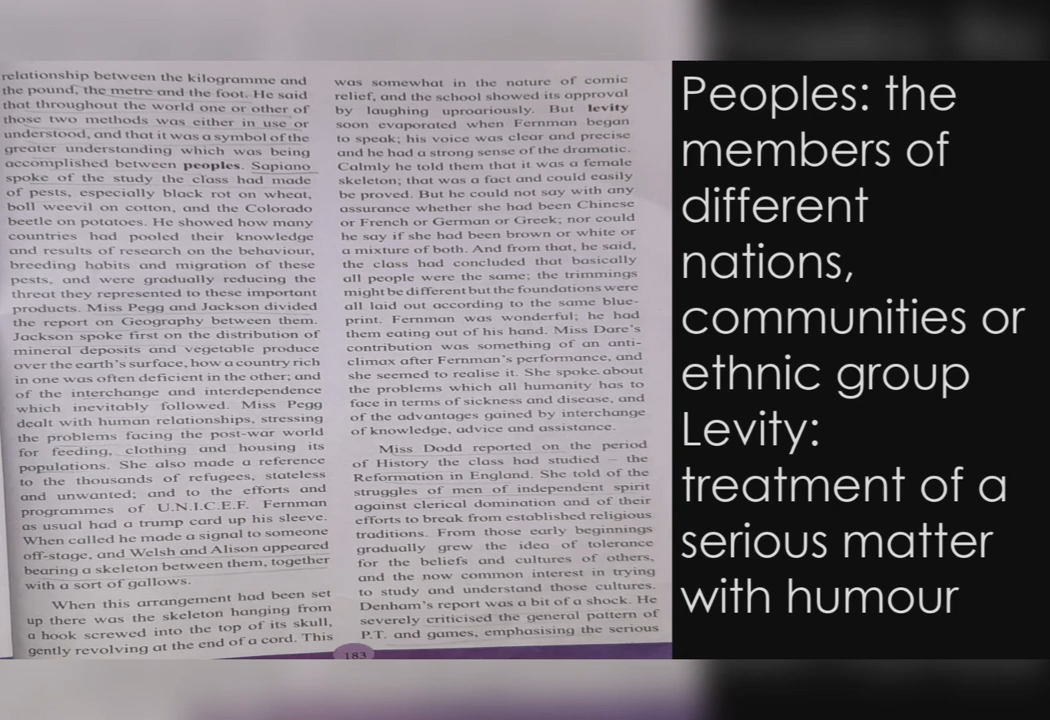 relationship between the kilogramme and
the pound, the metre and the foot. He said
that throughout the world one or other of
those two methods was either in use or
understood, and that it was a symbol of the
greater understanding which was being
accomplished between peoples. Sapiano
spoke of the study the class had made
of pests, especially black rot on wheat,
boll weevil on cotton, and the Colorado
beetle on potatoes. He showed how many
countries had pooled their knowledge
and results of research on the behaviour,
breeding habits and migration of these
pests, and were gradually reducing the
threat they represented to these important
products. Miss Pegg and Jackson divided
the report on Geography between them.
Jackson spoke first on the distribution of
mineral deposits and vegetable produce
over the earth's surface, how a country rich
in one was often deficient in the other; and
of the interchange and interdependence
which inevitably followed. Miss Pegg
dealt with human relationships, stressing
the problems facing the post-war world
for feeding, clothing and housing its
populations. She also made a reference
to the thousands of refugees, stateless
and unwanted; and to the efforts and
programmes of U.N.I.C.E.F. Fernman
as usual had a trump card up his sleeve.
When called he made a signal to someone
off-stage, and Welsh and Alison appeared
bearing a skeleton between them, together
with a sort of gallows.
When this arrangement had been set
up there was the skeleton hanging from
a hook screwed into the top of its skull,
gently revolving at the end of a cord. This
was somewhat in the nature of comic
relief, and the school showed its approval
by laughing uproariously. But levity
soon evaporated when Fernman began
to speak; his voice was clear and precise
and he had a strong sense of the dramatic.
Calmly he told them that it was a female
skeleton; that was a fact and could easily
be proved. But he could not say with any
assurance whether she had been Chinese
or French or German or Greek; nor could
he say if she had been brown or white or
a mixture of both. And from that, he said,
the class had concluded that basically
all people were the same; the trimmings
might be different but the foundations were
all laid out according to the same blue-
print. Fernman was wonderful; he had
them eating out of his hand. Miss Dare's
contribution was something of an anti-
climax after Fernman's performance, and
she seemed to realise it. She spoke about
the problems which all humanity has to
face in terms of sickness and disease, and
of the advantages gained by interchange
of knowledge, advice and assistance.
Miss Dodd reported on the period
of History the class had studied – the
Reformation in England. She told of the
struggles of men of independent spirit
against clerical domination and of their
efforts to break from established religious
traditions. From those early beginnings
gradually grew the idea of tolerance
for the beliefs and cultures of others,
and the now common interest in trying
to study and understand those cultures.
Denham's report was a bit of a shock. He
severely criticised the general pattern of
P.T. and games, emphasising the serious
183
Peoples: the
members of
different
nations,
communities or
ethnic group
Levity:
treatment of a
serious matter
with humour